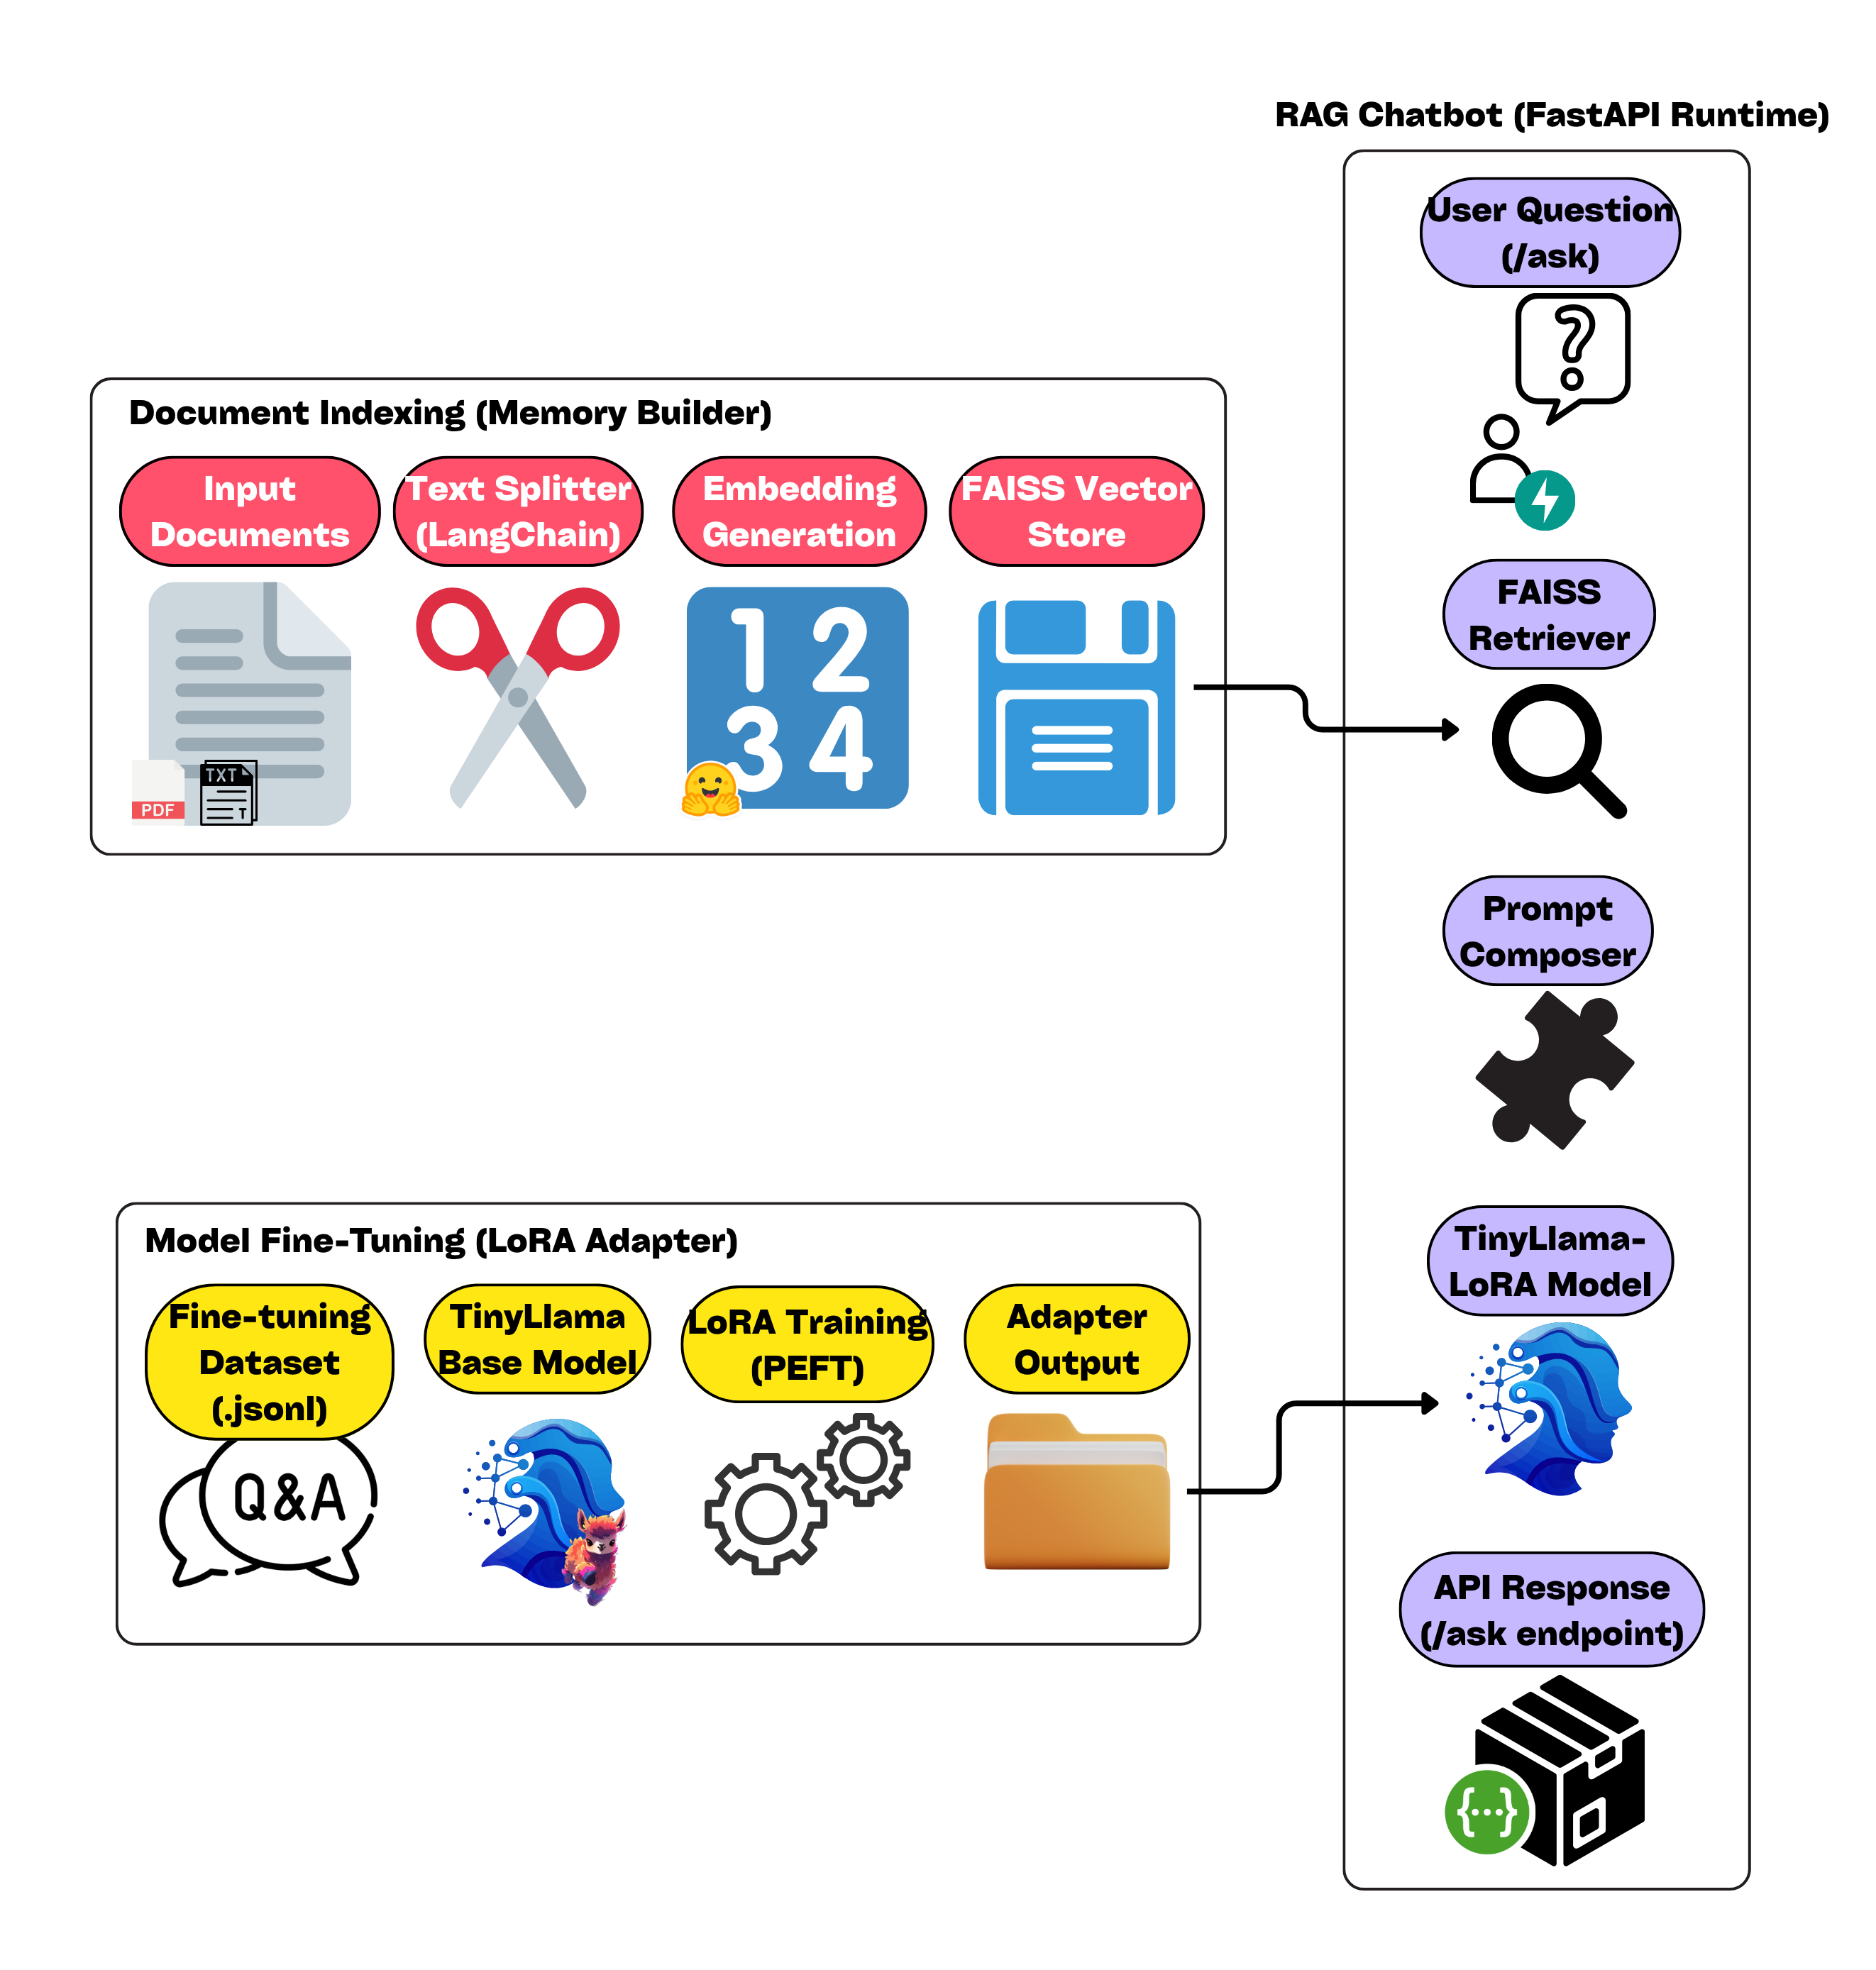 RAG Chatbot (FastAPI Runtime)
User Question
(/ask)
FAISS
Retriever
Prompt
Composer
TinyLlama-
LoRA Model
API Response
(/ask endpoint)
{...}
Document Indexing (Memory Builder)
Input
Documents
PDF
TXT
T
Text Splitter
(LangChain)
Embedding
Generation
1 2
3 4
FAISS Vector
Store
Model Fine-Tuning (LoRA Adapter)
Fine-tuning
Dataset
(.jsonl)
Q&A
TinyLlama
Base Model
LoRA Training
(PEFT)
Adapter
Output